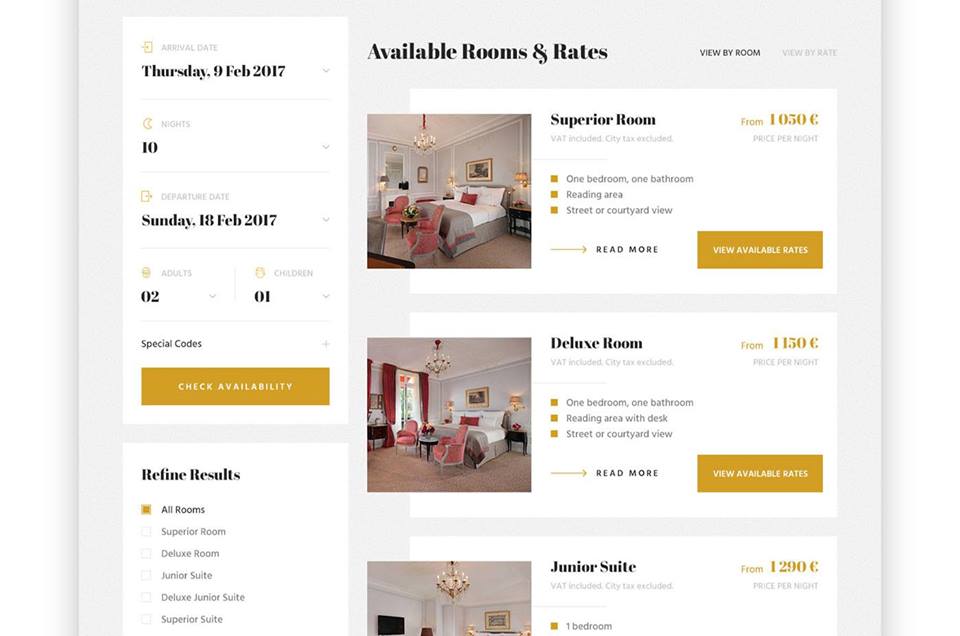 ARRIVAL DATE
Thursday, 9 Feb 2017
NIGHTS
10
DEPARTURE DATE
Sunday, 18 Feb 2017
ADULTS
02
CHILDREN
01
Special Codes
CHECK AVAILABILITY
Refine Results
All Rooms
Superior Room
Deluxe Room
Junior Suite
Deluxe Junior Suite
Superior Suite
Available Rooms & Rates
VIEW BY ROOM
VIEW BY RATE
Superior Room
From 1 050 €
VAT included. City tax excluded.
PRICE PER NIGHT
One bedroom, one bathroom
Reading area
Street or courtyard view
READ MORE
VIEW AVAILABLE RATES
Deluxe Room
From 1 150 €
VAT included. City tax excluded.
PRICE PER NIGHT
One bedroom, one bathroom
Reading area with desk
Street or courtyard view
READ MORE
VIEW AVAILABLE RATES
Junior Suite
From 1 290 €
VAT included. City tax excluded.
PRICE PER NIGHT
1 bedroom